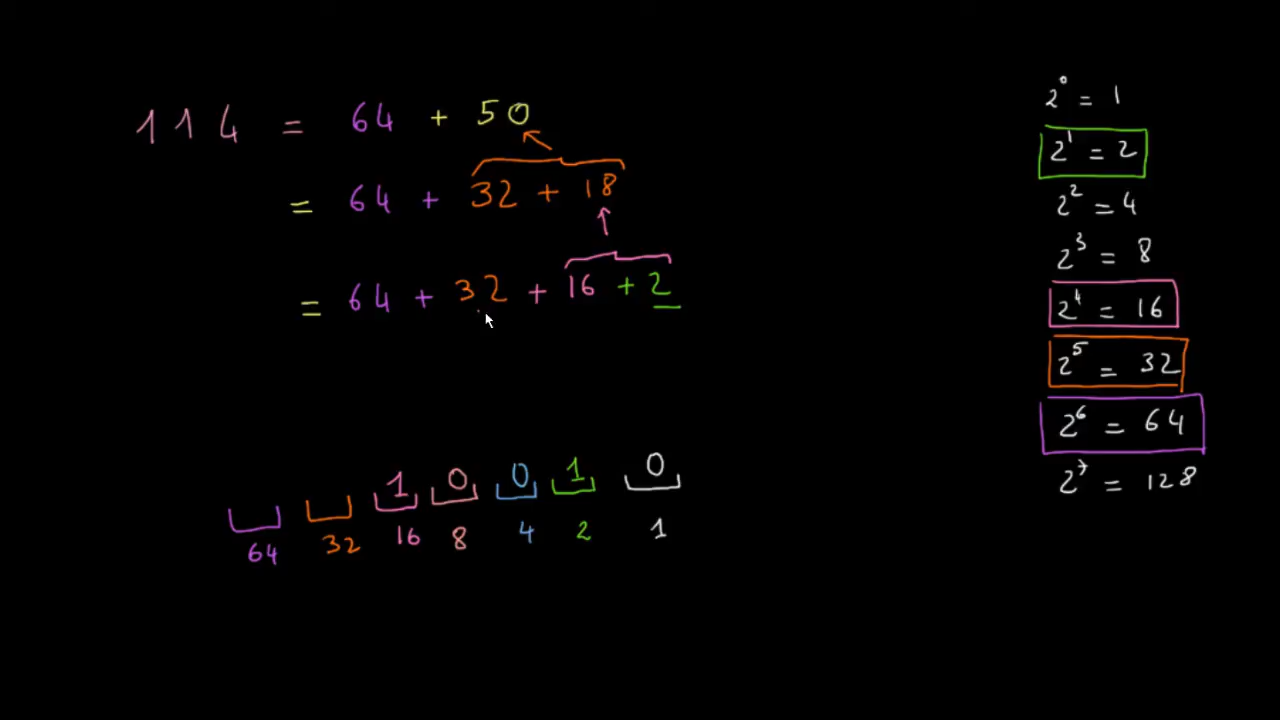 114 = 64 + 50
= 64 + 32 + 18
= 64 + 32 + 16 + 2
1 0 0 1 0
64 32 16 8 4 2 1
2⁰ = 1
2¹ = 2
2² = 4
2³ = 8
2⁴ = 16
2⁵ = 32
2⁶ = 64
2⁷ = 128